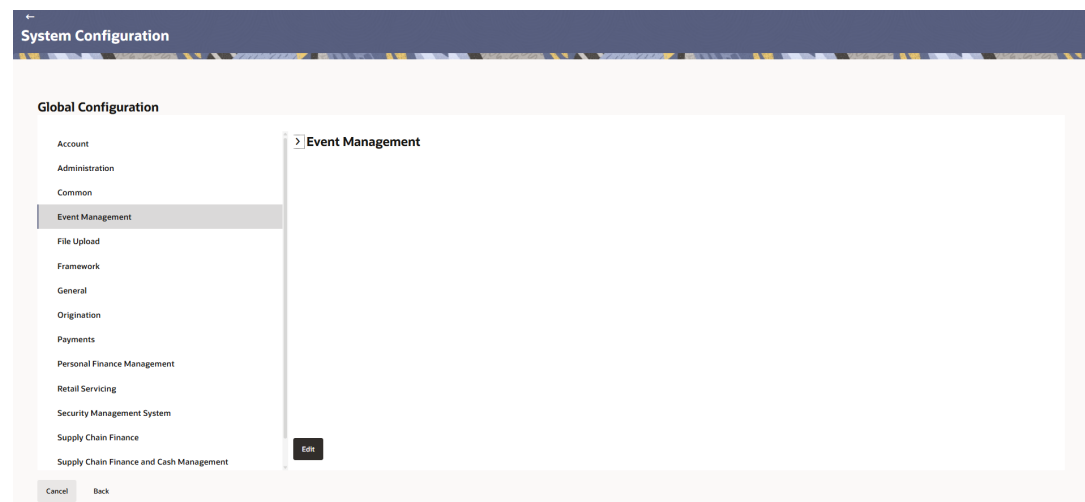 ←
System Configuration
Global Configuration
Account
Administration
Common
Event Management
File Upload
Framework
General
Origination
Payments
Personal Finance Management
Retail Servicing
Security Management System
Supply Chain Finance
Supply Chain Finance and Cash Management
> Event Management
Edit
Cancel Back